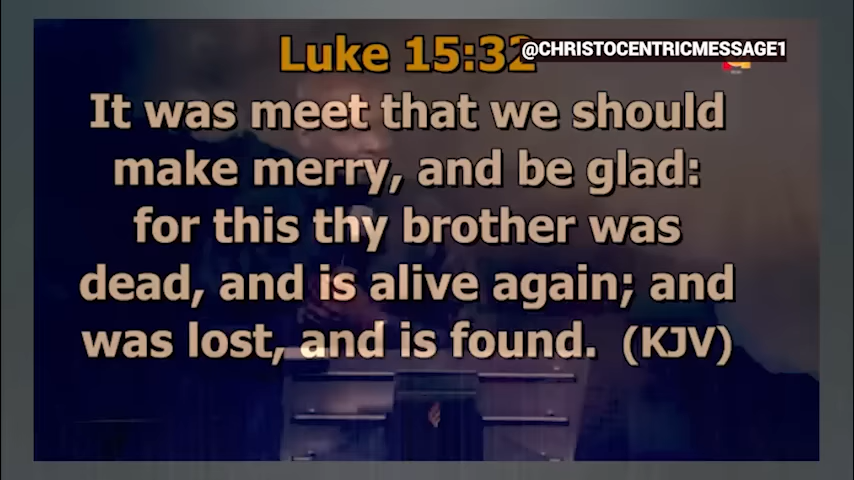 Luke 15:32
@CHRISTOCENTRICMESSAGE1
It was meet that we should
make merry, and be glad:
for this thy brother was
dead, and is alive again; and
was lost, and is found. (KJV)